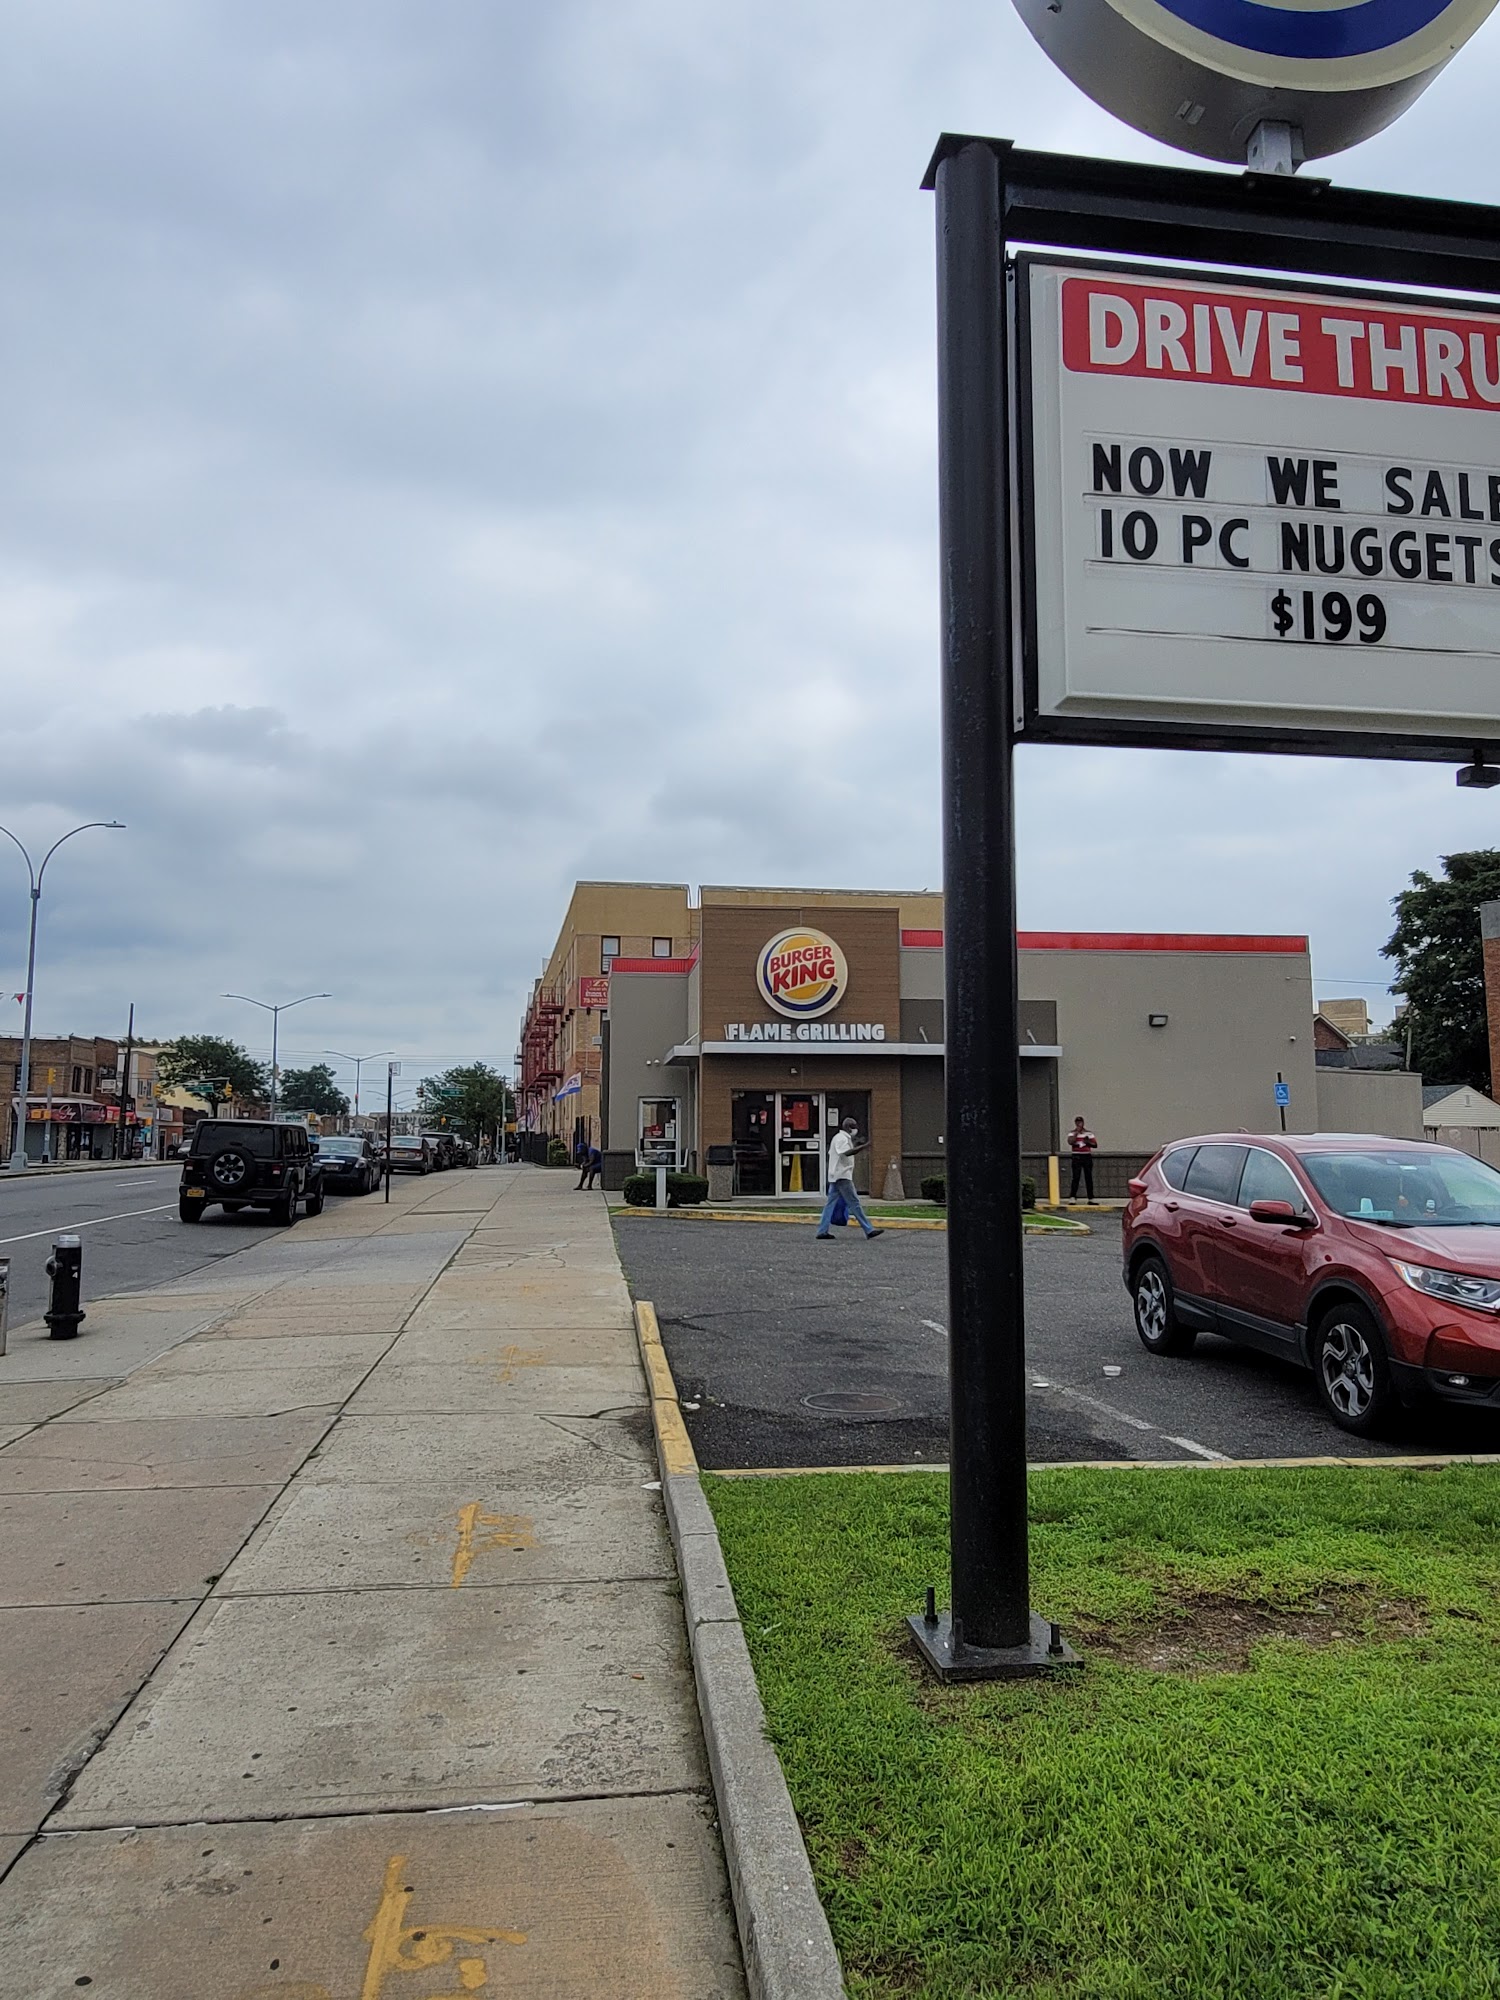 DRIVE THRU
NOW WE SALE
10 PC NUGGETS
$199
BURGER
KING
FLAME GRILLING